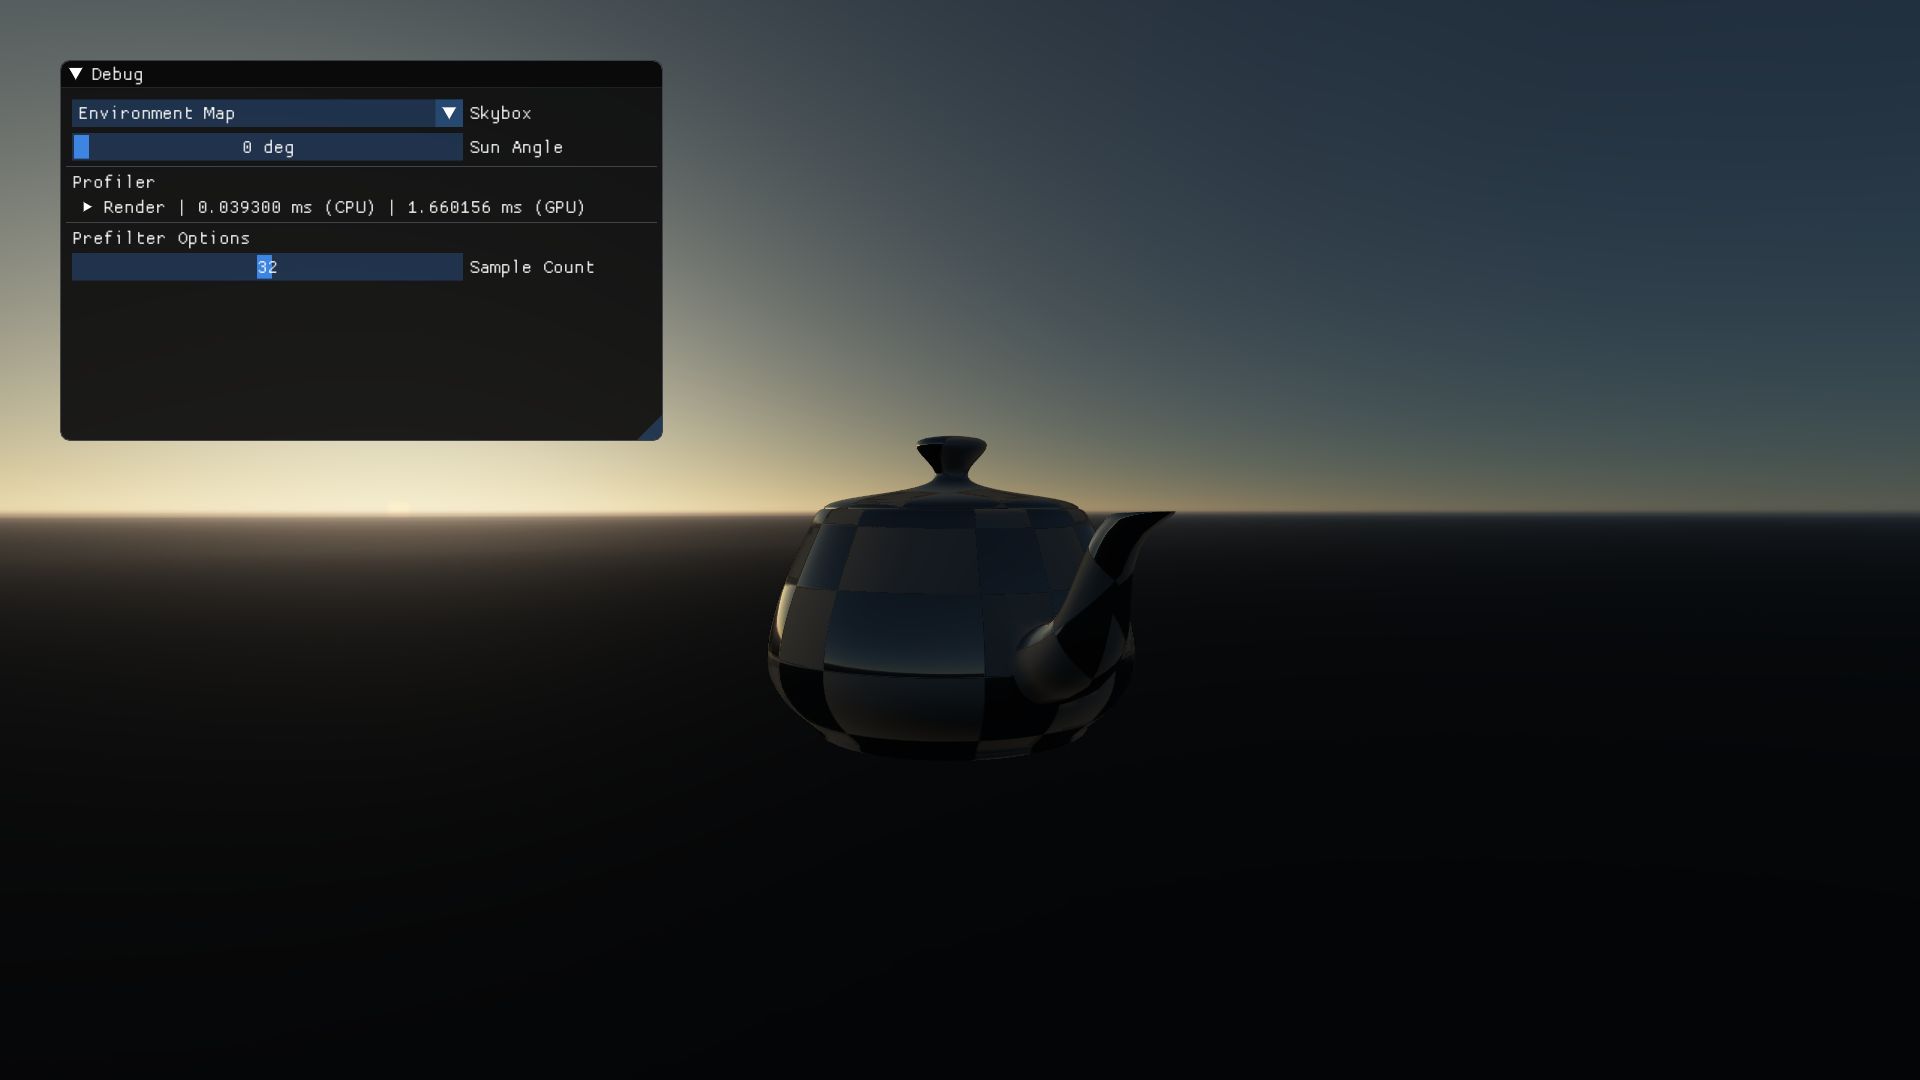 Debug
Environment Map Skybox
0 deg Sun Angle
Profiler
Render | 0.039300 ms (CPU) | 1.660156 ms (GPU)
Prefilter Options
32 Sample Count